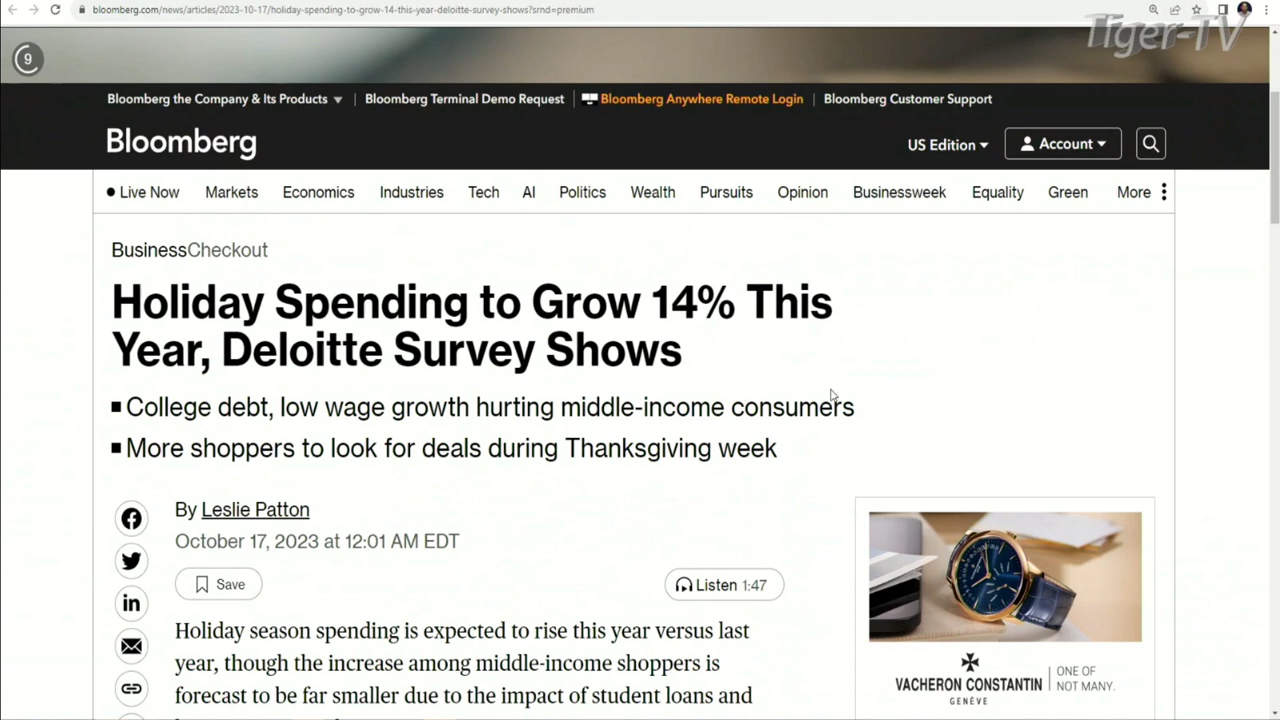 bloomberg.com/news/articles/2023-10-17/holiday-spending-to-grow-14-this-year-deloitte-survey-shows?srnd=premium
Tiger-TV
9
Bloomberg the Company & Its Products
Bloomberg Terminal Demo Request
Bloomberg Anywhere Remote Login
Bloomberg Customer Support
Bloomberg
US Edition
Account
Live Now Markets Economics Industries Tech AI Politics Wealth Pursuits Opinion Businessweek Equality Green More
BusinessCheckout
Holiday Spending to Grow 14% This
Year, Deloitte Survey Shows
College debt, low wage growth hurting middle-income consumers
More shoppers to look for deals during Thanksgiving week
By Leslie Patton
October 17, 2023 at 12:01 AM EDT
Save
Listen 1:47
Holiday season spending is expected to rise this year versus last
year, though the increase among middle-income shoppers is
forecast to be far smaller due to the impact of student loans and
VACHERON CONSTANTIN
GENÈVE
ONE OF
NOT MANY.